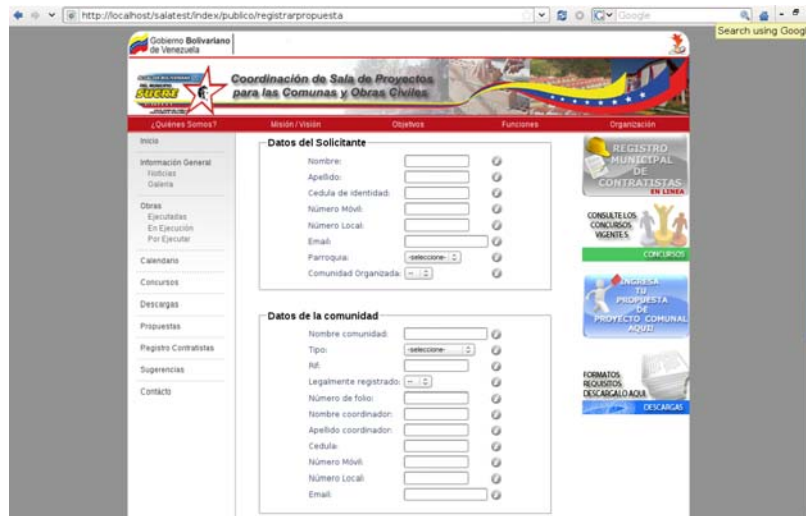 http://localhost/salatest/index/publico/registrarpropuesta
Google
Search using Googl
Gobierno Bolivariano
de Venezuela
SUCRE
Coordinación de Sala de Proyectos
para las Comunas y Obras Civiles
¿Quiénes Somos?
Misión / Visión
Objetivos
Funciones
Organización
Inicio
Información General
Noticias
Galería
Obras
Ejecutadas
En Ejecución
Por Ejecutar
Calendario
Concursos
Descargas
Propuestas
Registro Contratistas
Sugerencias
Contácto
Datos del Solicitante
Nombre:
Apellido:
Cedula de identidad:
Número Móvil:
Número Local:
Email:
Parroquia: -seleccione-
Comunidad Organizada: --
Datos de la comunidad
Nombre comunidad:
Tipo: -seleccione-
Rif:
Legalmente registrado: --
Número de folio:
Nombre coordinador:
Apellido coordinador:
Cedula:
Número Móvil:
Número Local:
Email:
REGISTRO
MUNICIPAL
DE
CONTRATISTAS
EN LINEA
CONSULTE LOS
CONCURSOS
VIGENTES
CONCURSOS
INGRESA
TU
PROPUESTA
DE
PROYECTO COMUNAL
AQUI!
FORMATOS
REQUISITOS
DESCARGALO AQUI.
DESCARGAS